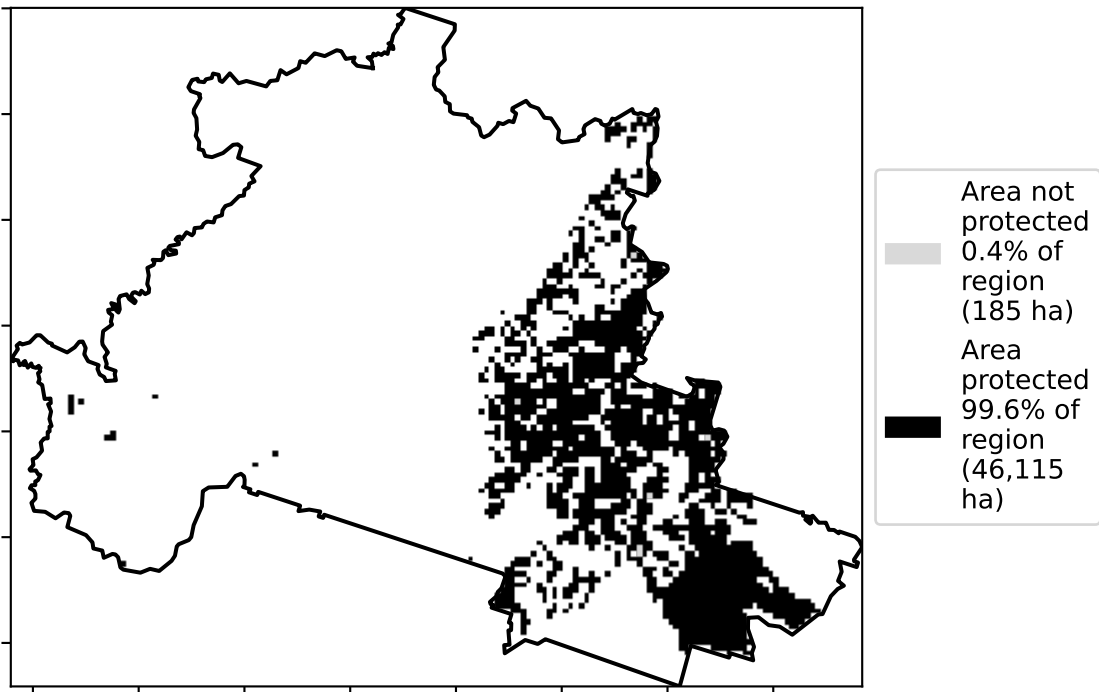 Area not
protected
0.4% of
region
(185 ha)
Area
protected
99.6% of
region
(46,115
ha)